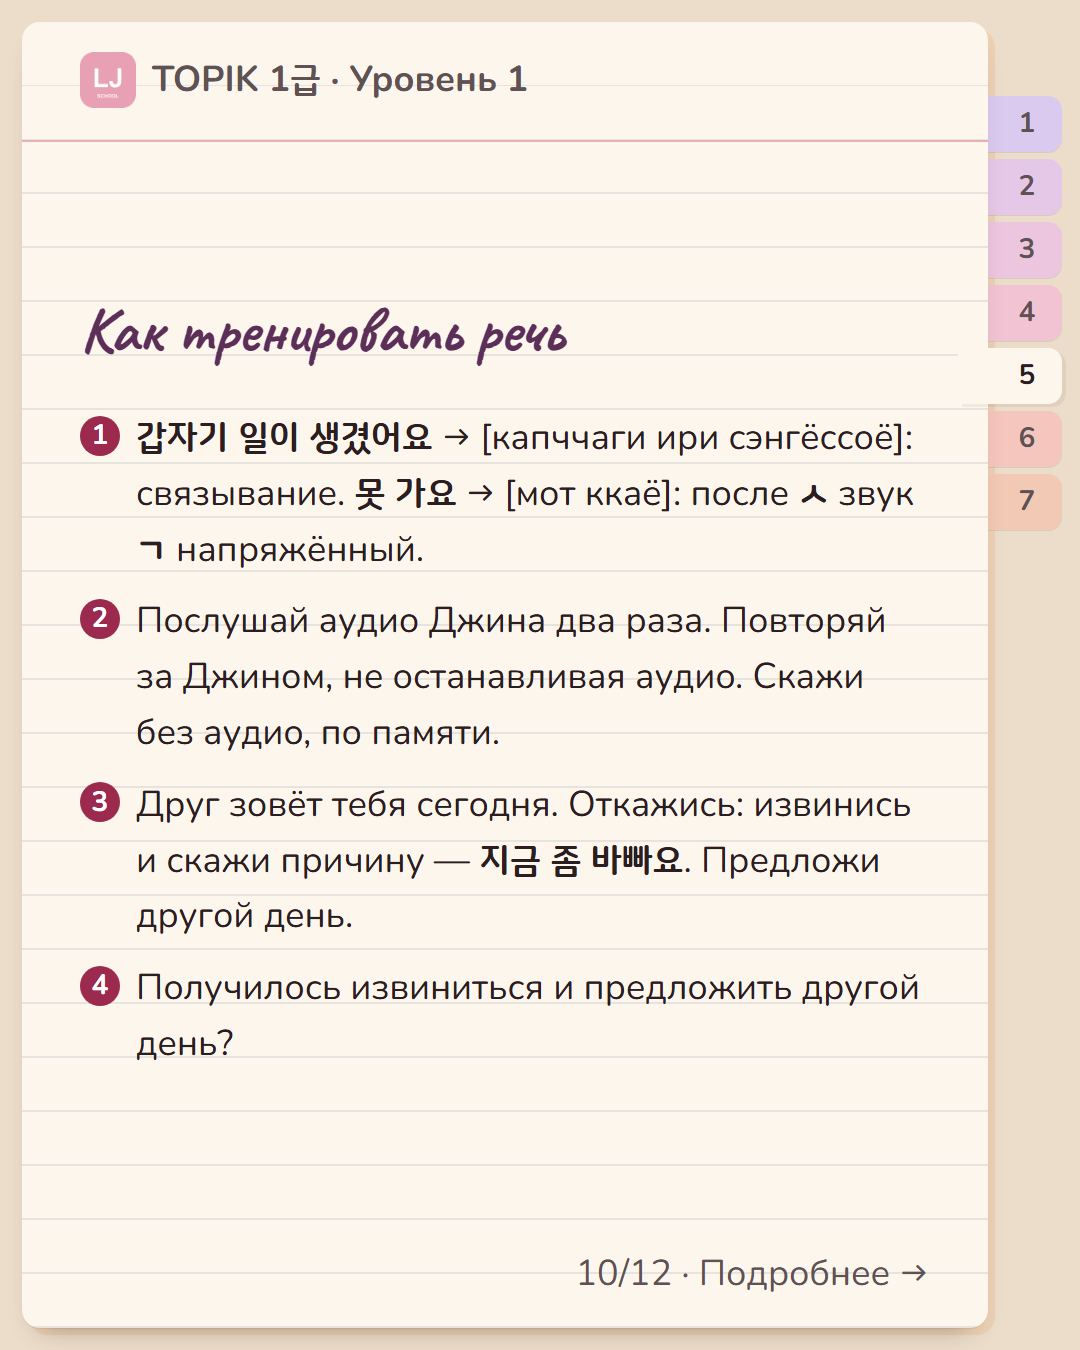 LJ
SCHOOL
TOPIK 1급 · Уровень 1
1
2
3
4
5
6
7
Как тренировать речь
1 갑자기 일이 생겼어요 → [капччаги ири сэнгёссоё]:
связывание. 못 가요 → [мот ккаё]: после ㅅ звук
ㄱ напряжённый.
2 Послушай аудио Джина два раза. Повторяй
за Джином, не останавливая аудио. Скажи
без аудио, по памяти.
3 Друг зовёт тебя сегодня. Откажись: извинись
и скажи причину — 지금 좀 바빠요. Предложи
другой день.
4 Получилось извиниться и предложить другой
день?
10/12 · Подробнее →